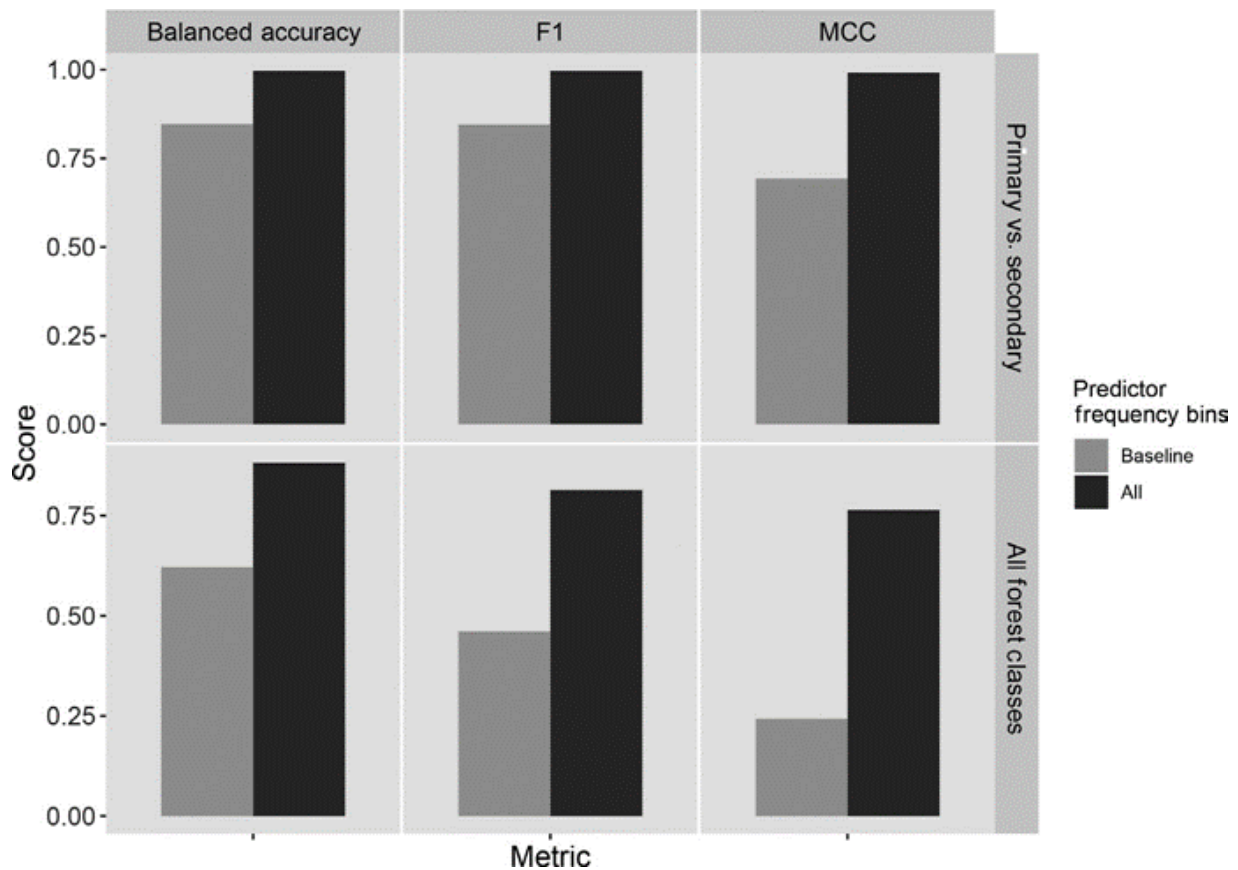 Balanced accuracy
F1
MCC
1.00
0.75
0.50
0.25
0.00
Primary vs. secondary
Score
0.75
0.50
0.25
0.00
All forest classes
Metric
Predictor
frequency bins
Baseline
All